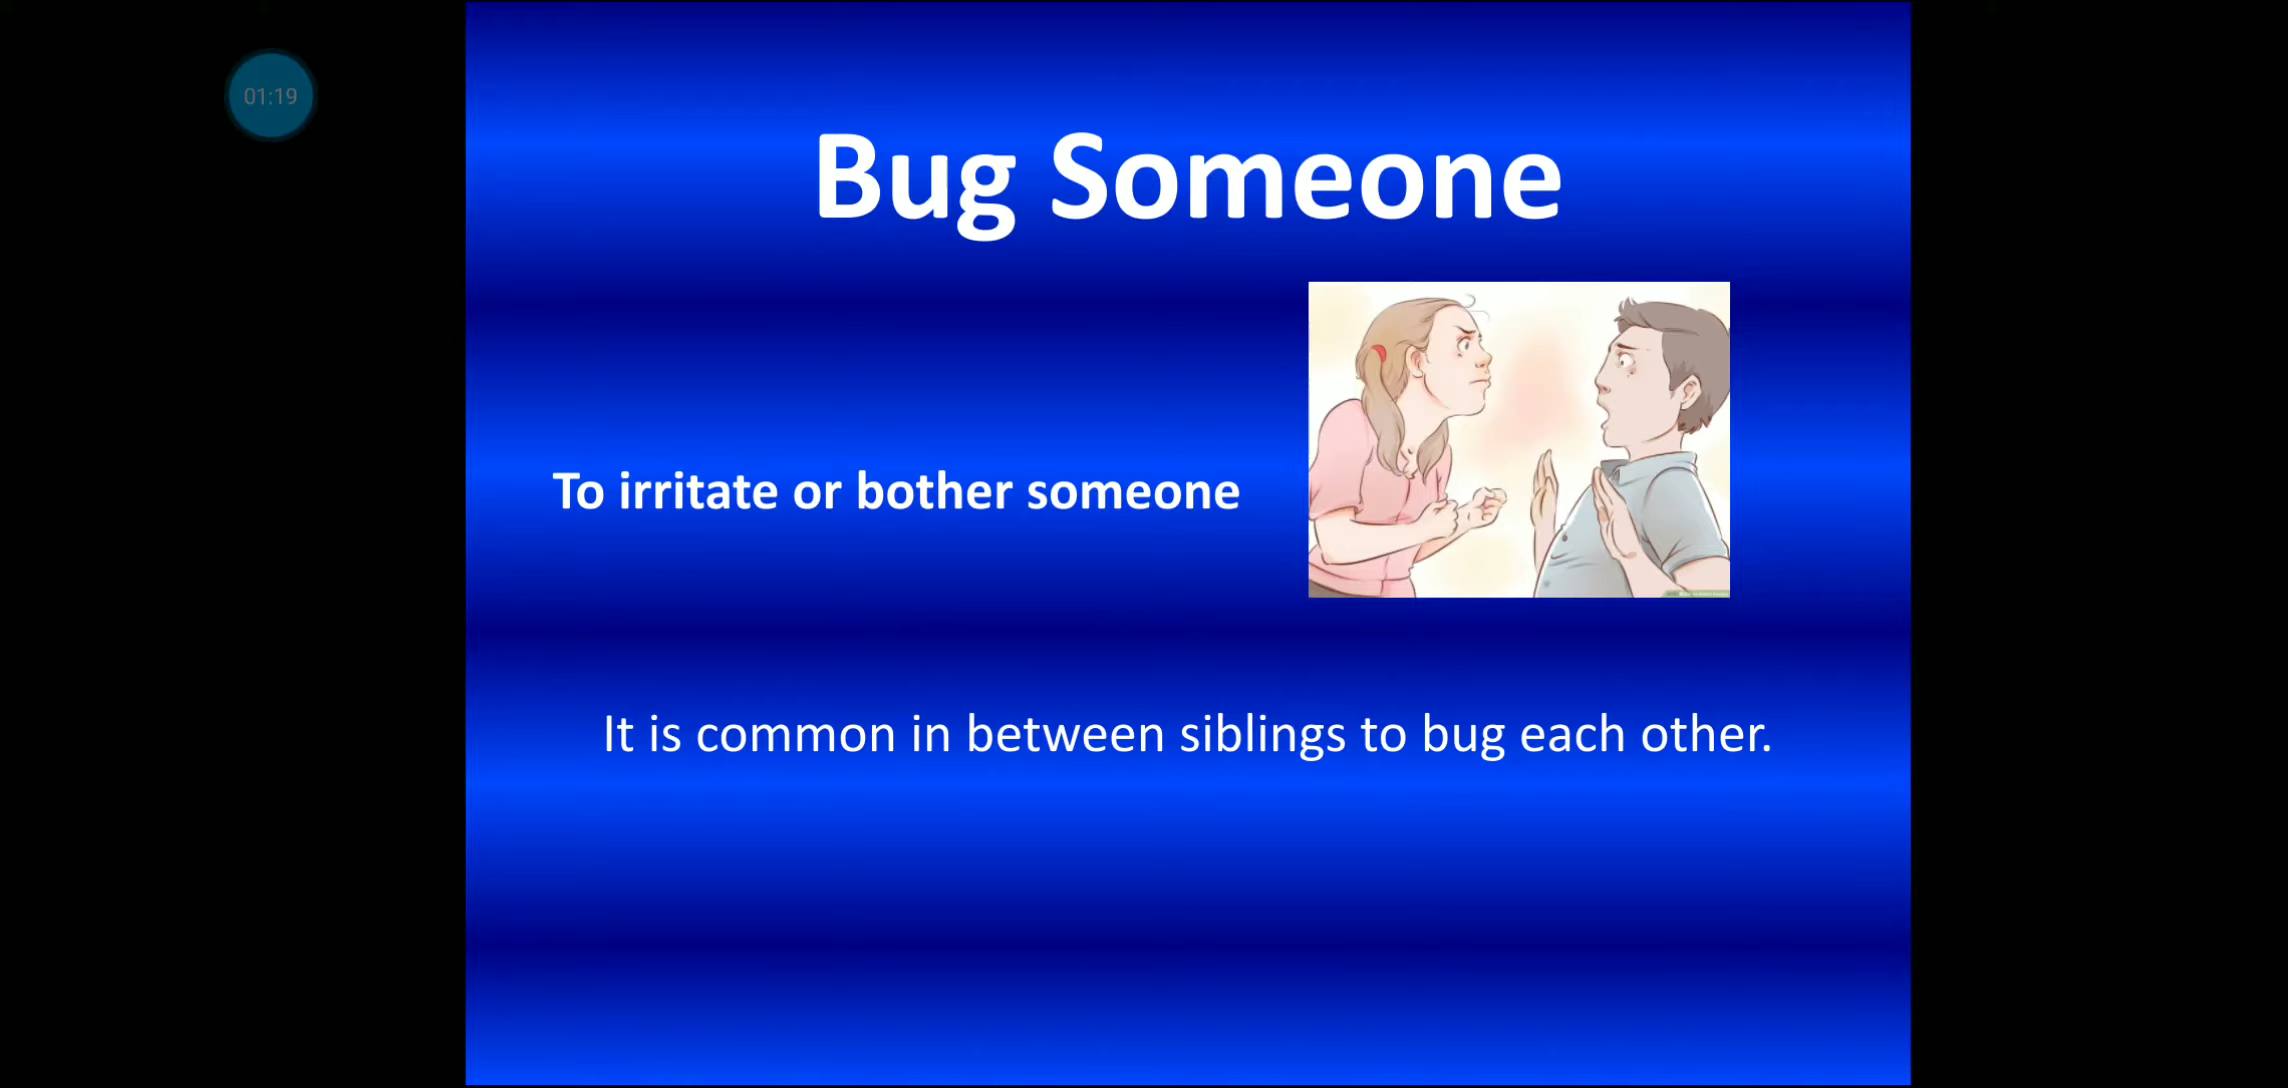 01:19
Bug Someone
To irritate or bother someone
It is common in between siblings to bug each other.